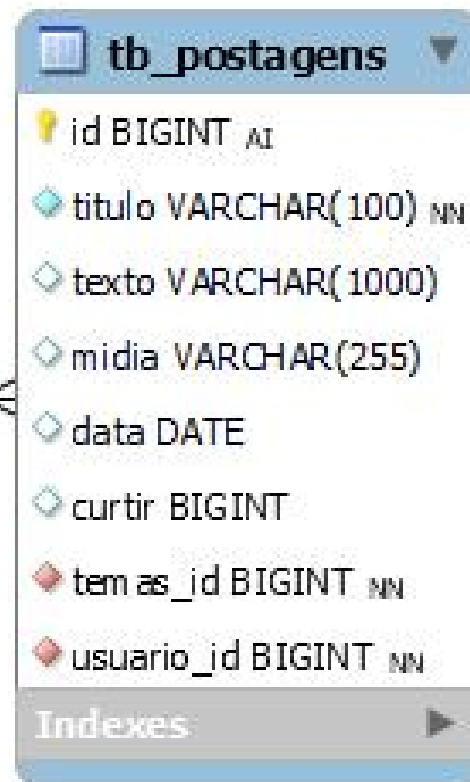 tb_postagens
id BIGINT AI
titulo VARCHAR(100) NN
texto VARCHAR(1000)
midia VARCHAR(255)
data DATE
curtir BIGINT
temas_id BIGINT NN
usuario_id BIGINT NN
Indexes